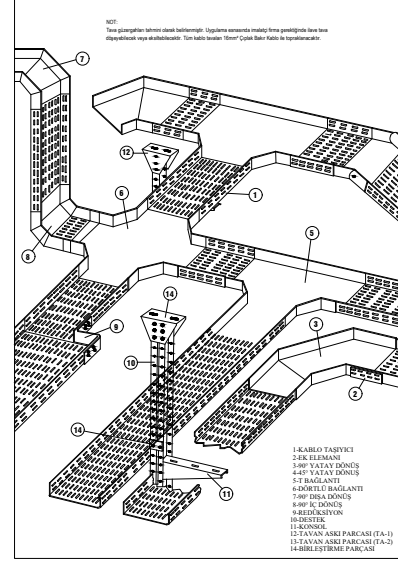 NOT:
Tava güzergahları tahmini olarak belirlenmiştir. Uygulama esnasında imalatçı firma gerektiğinde ilave tava
döşeyebilecek veya eksiltebilecektir. Tüm kablo tavaları 16mm² Çıplak Bakır Kablo ile topraklanacaktır.
7
12
1
6
5
8
14
3
9
10
2
14
11
1-KABLO TAŞIYICI
2-EK ELEMANI
3-90° YATAY DÖNÜŞ
4-45° YATAY DÖNUŞ
5-T BAĞLANTI
6-DÖRTLÜ BAĞLANTI
7-90° DIŞA DÖNÜŞ
8-90° İÇ DÖNÜŞ
9-REDÜKSİYON
10-DESTEK
11-KONSOL
12-TAVAN ASKI PARCASI (TA-1)
13-TAVAN ASKI PARCASI (TA-2)
14-BİRLEŞTİRME PARÇASI